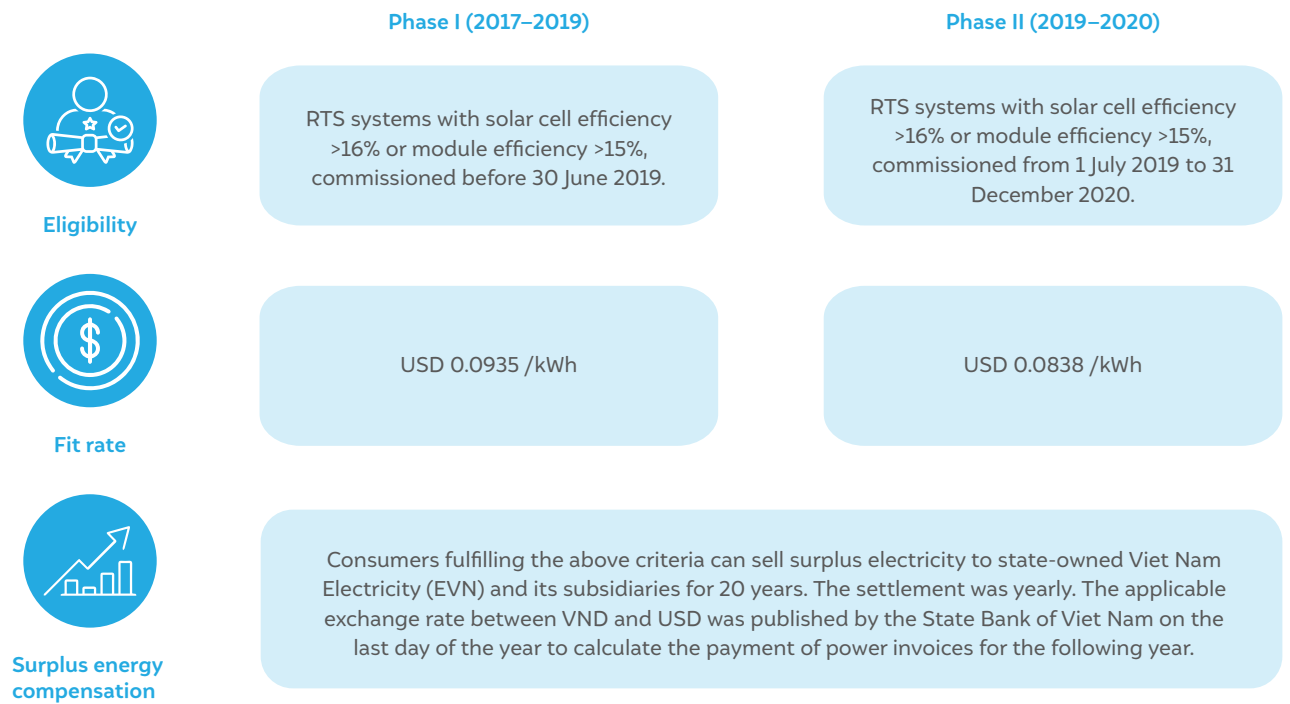 Phase I (2017–2019)
Phase II (2019–2020)
Eligibility
RTS systems with solar cell efficiency
>16% or module efficiency >15%,
commissioned before 30 June 2019.
RTS systems with solar cell efficiency
>16% or module efficiency >15%,
commissioned from 1 July 2019 to 31
December 2020.
Fit rate
USD 0.0935 /kWh
USD 0.0838 /kWh
Surplus energy
compensation
Consumers fulfilling the above criteria can sell surplus electricity to state-owned Viet Nam
Electricity (EVN) and its subsidiaries for 20 years. The settlement was yearly. The applicable
exchange rate between VND and USD was published by the State Bank of Viet Nam on the
last day of the year to calculate the payment of power invoices for the following year.